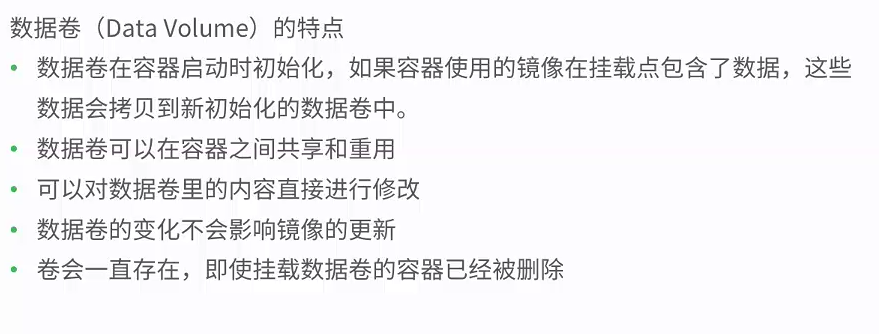 数据卷（Data Volume）的特点
• 数据卷在容器启动时初始化，如果容器使用的镜像在挂载点包含了数据，这些
数据会拷贝到新初始化的数据卷中。
• 数据卷可以在容器之间共享和重用
• 可以对数据卷里的内容直接进行修改
• 数据卷的变化不会影响镜像的更新
• 卷会一直存在，即使挂载数据卷的容器已经被删除